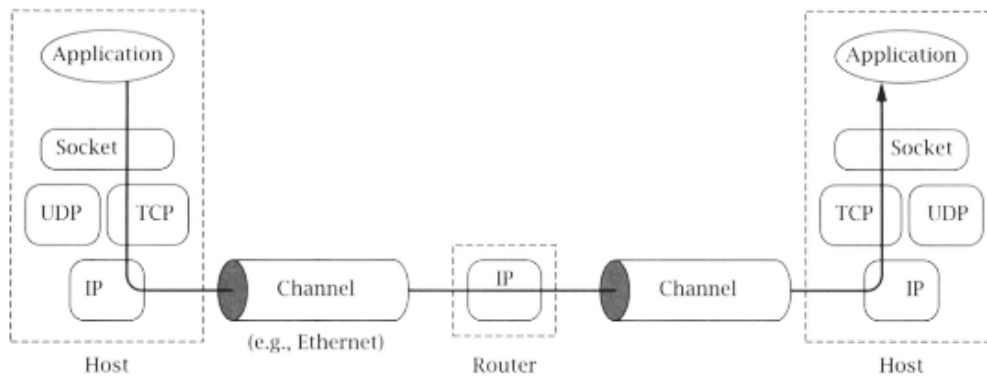 Application
Application
Socket
Socket
UDP
TCP
TCP
UDP
IP
Channel
IP
Channel
IP
(e.g., Ethernet)
Host
Router
Host